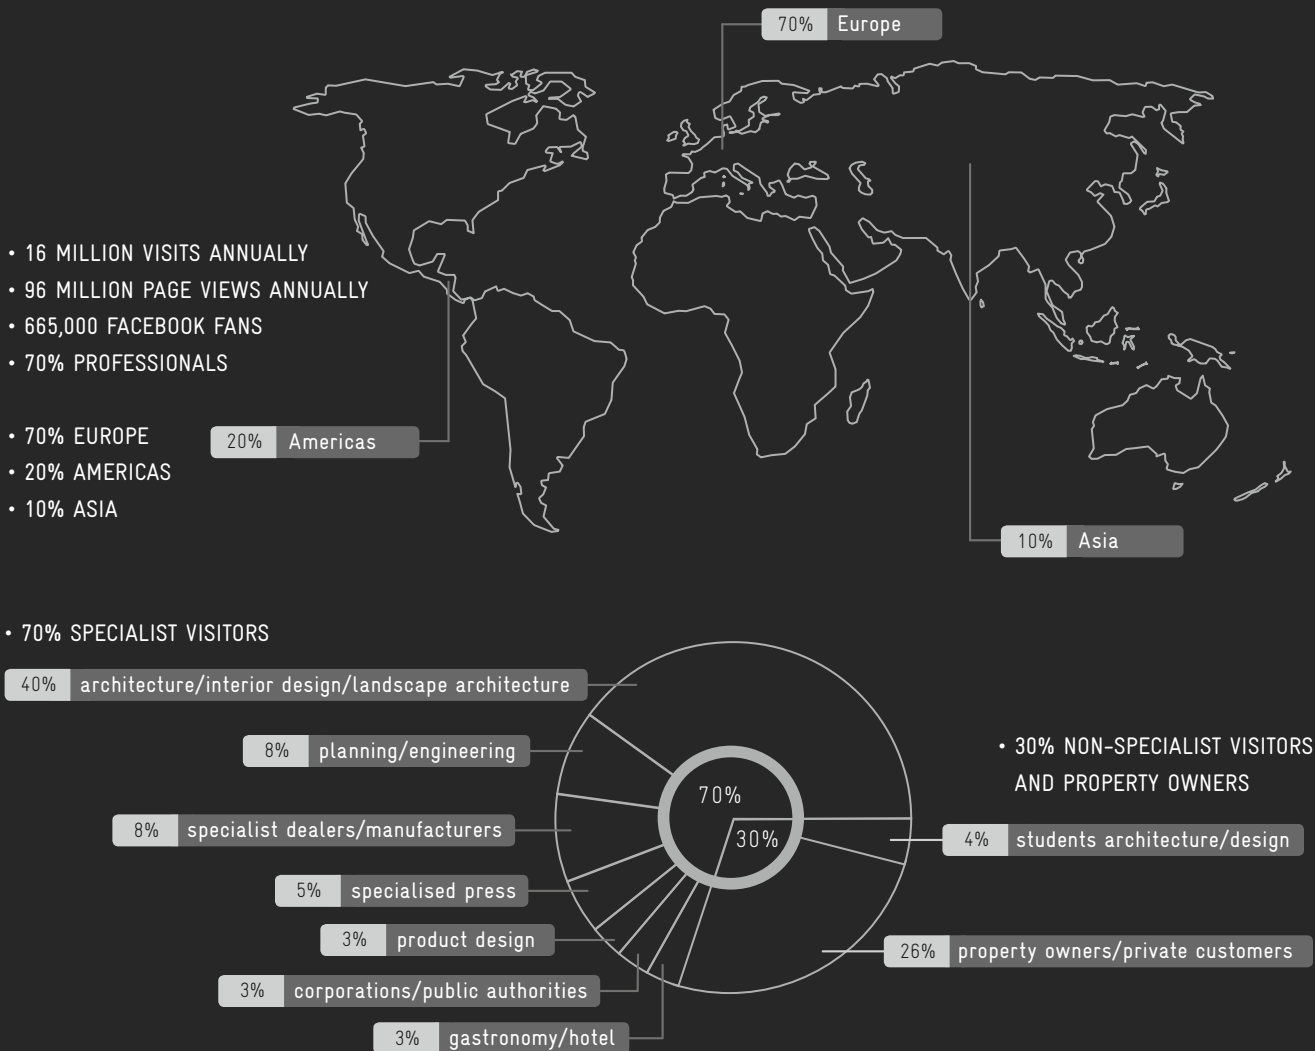 70% Europe
• 16 MILLION VISITS ANNUALLY
• 96 MILLION PAGE VIEWS ANNUALLY
• 665,000 FACEBOOK FANS
• 70% PROFESSIONALS
• 70% EUROPE
• 20% AMERICAS
• 10% ASIA
20% Americas
10% Asia
• 70% SPECIALIST VISITORS
40% architecture/interior design/landscape architecture
8% planning/engineering
8% specialist dealers/manufacturers
5% specialised press
3% product design
3% corporations/public authorities
3% gastronomy/hotel
70%
30%
• 30% NON-SPECIALIST VISITORS
AND PROPERTY OWNERS
4% students architecture/design
26% property owners/private customers